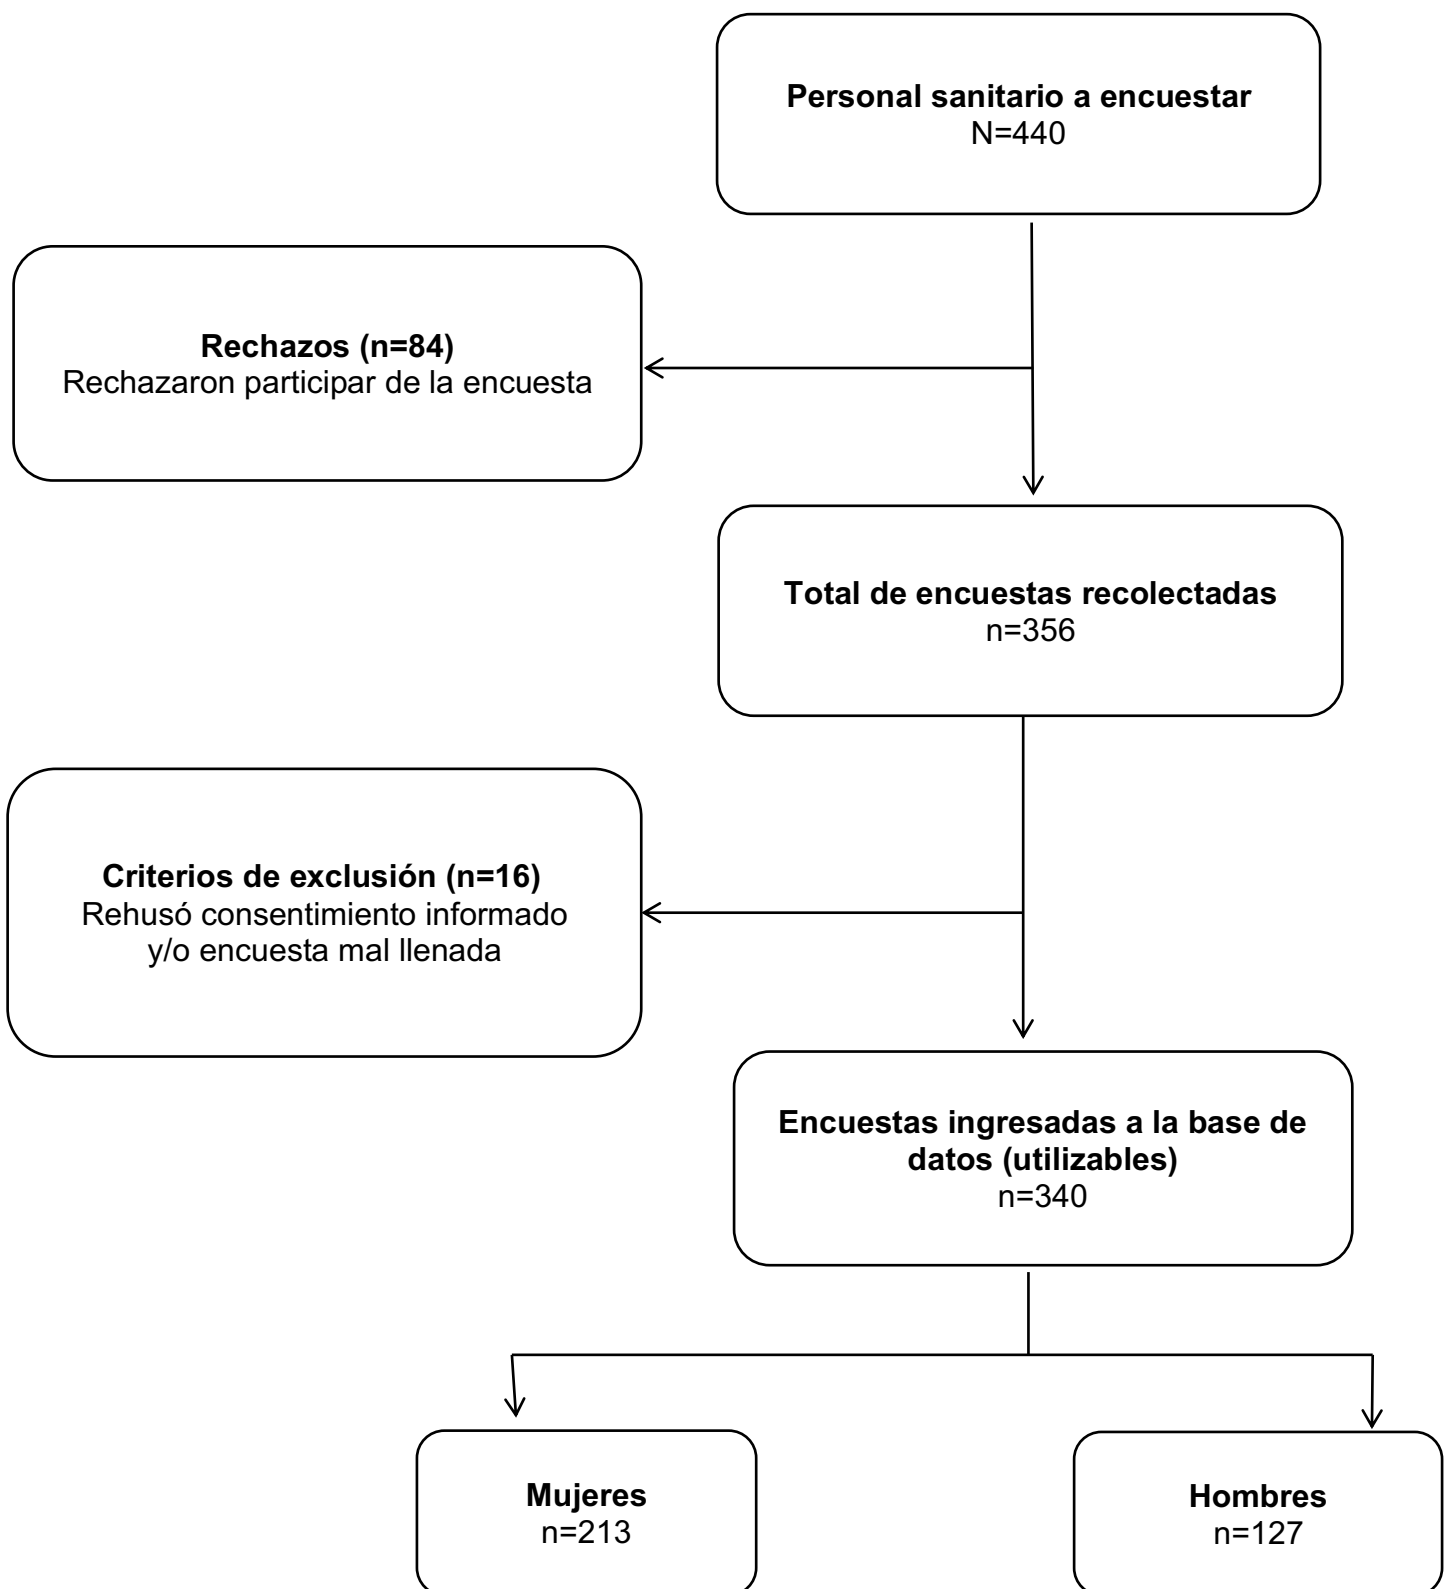 Personal sanitario a encuestar
N=440
Rechazos (n=84)
Rechazaron participar de la encuesta
Total de encuestas recolectadas
n=356
Criterios de exclusión (n=16)
Rehusó consentimiento informado
y/o encuesta mal llenada
Encuestas ingresadas a la base de
datos (utilizables)
n=340
Mujeres
n=213
Hombres
n=127